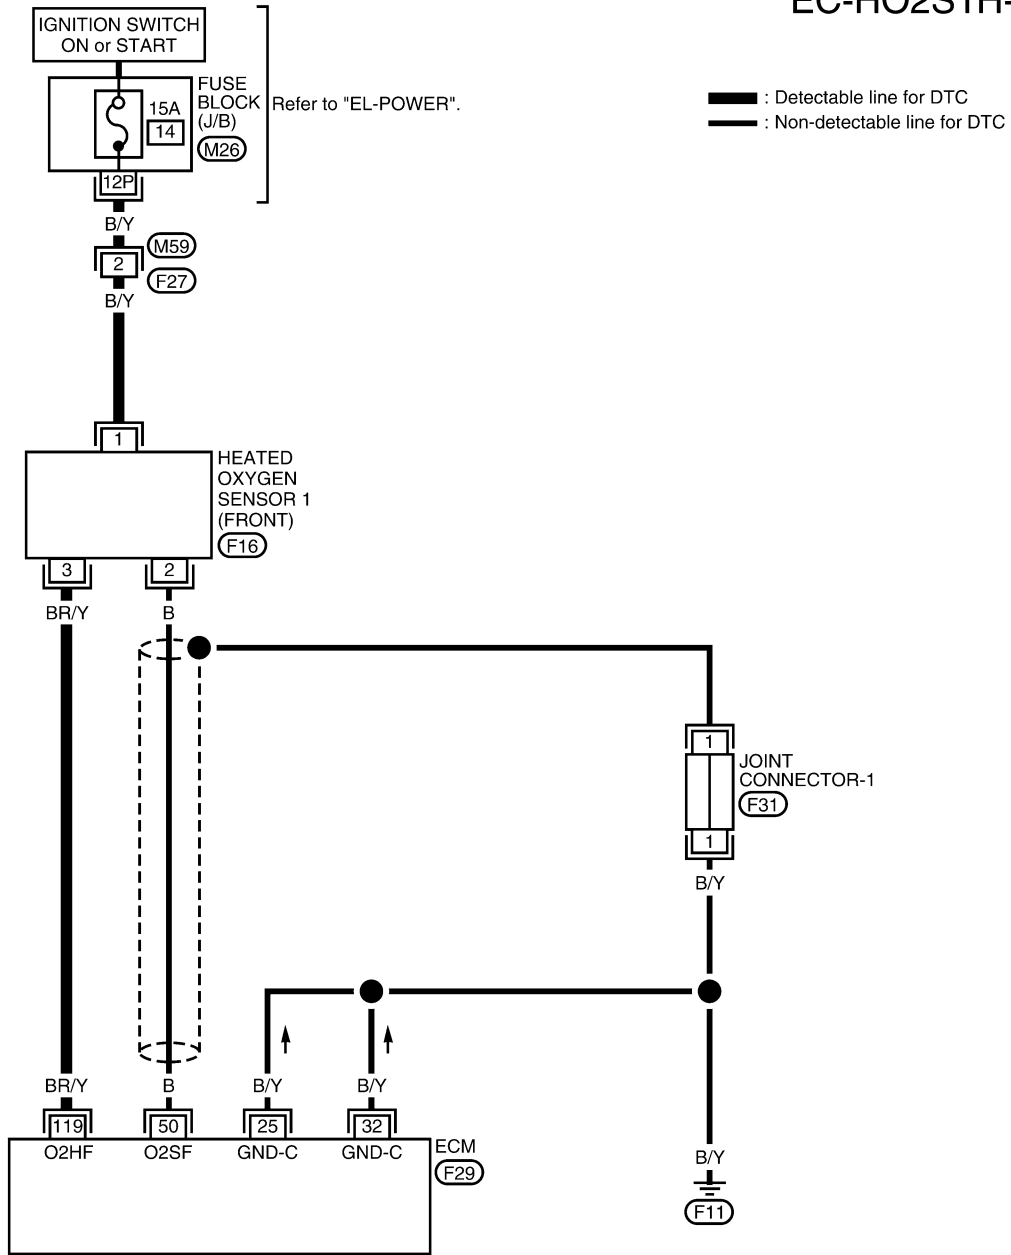 EC-HO2S1H-
IGNITION SWITCH
ON or START
FUSE
BLOCK
(J/B)
M26
15A
14
Refer to "EL-POWER".
: Detectable line for DTC
: Non-detectable line for DTC
12P
B/Y
M59
2
F27
B/Y
1
HEATED
OXYGEN
SENSOR 1
(FRONT)
F16
3
2
BR/Y
B
1
JOINT
CONNECTOR-1
F31
1
B/Y
BR/Y
B
B/Y
B/Y
119
50
25
32
O2HF
O2SF
GND-C
GND-C
ECM
F29
B/Y
F11